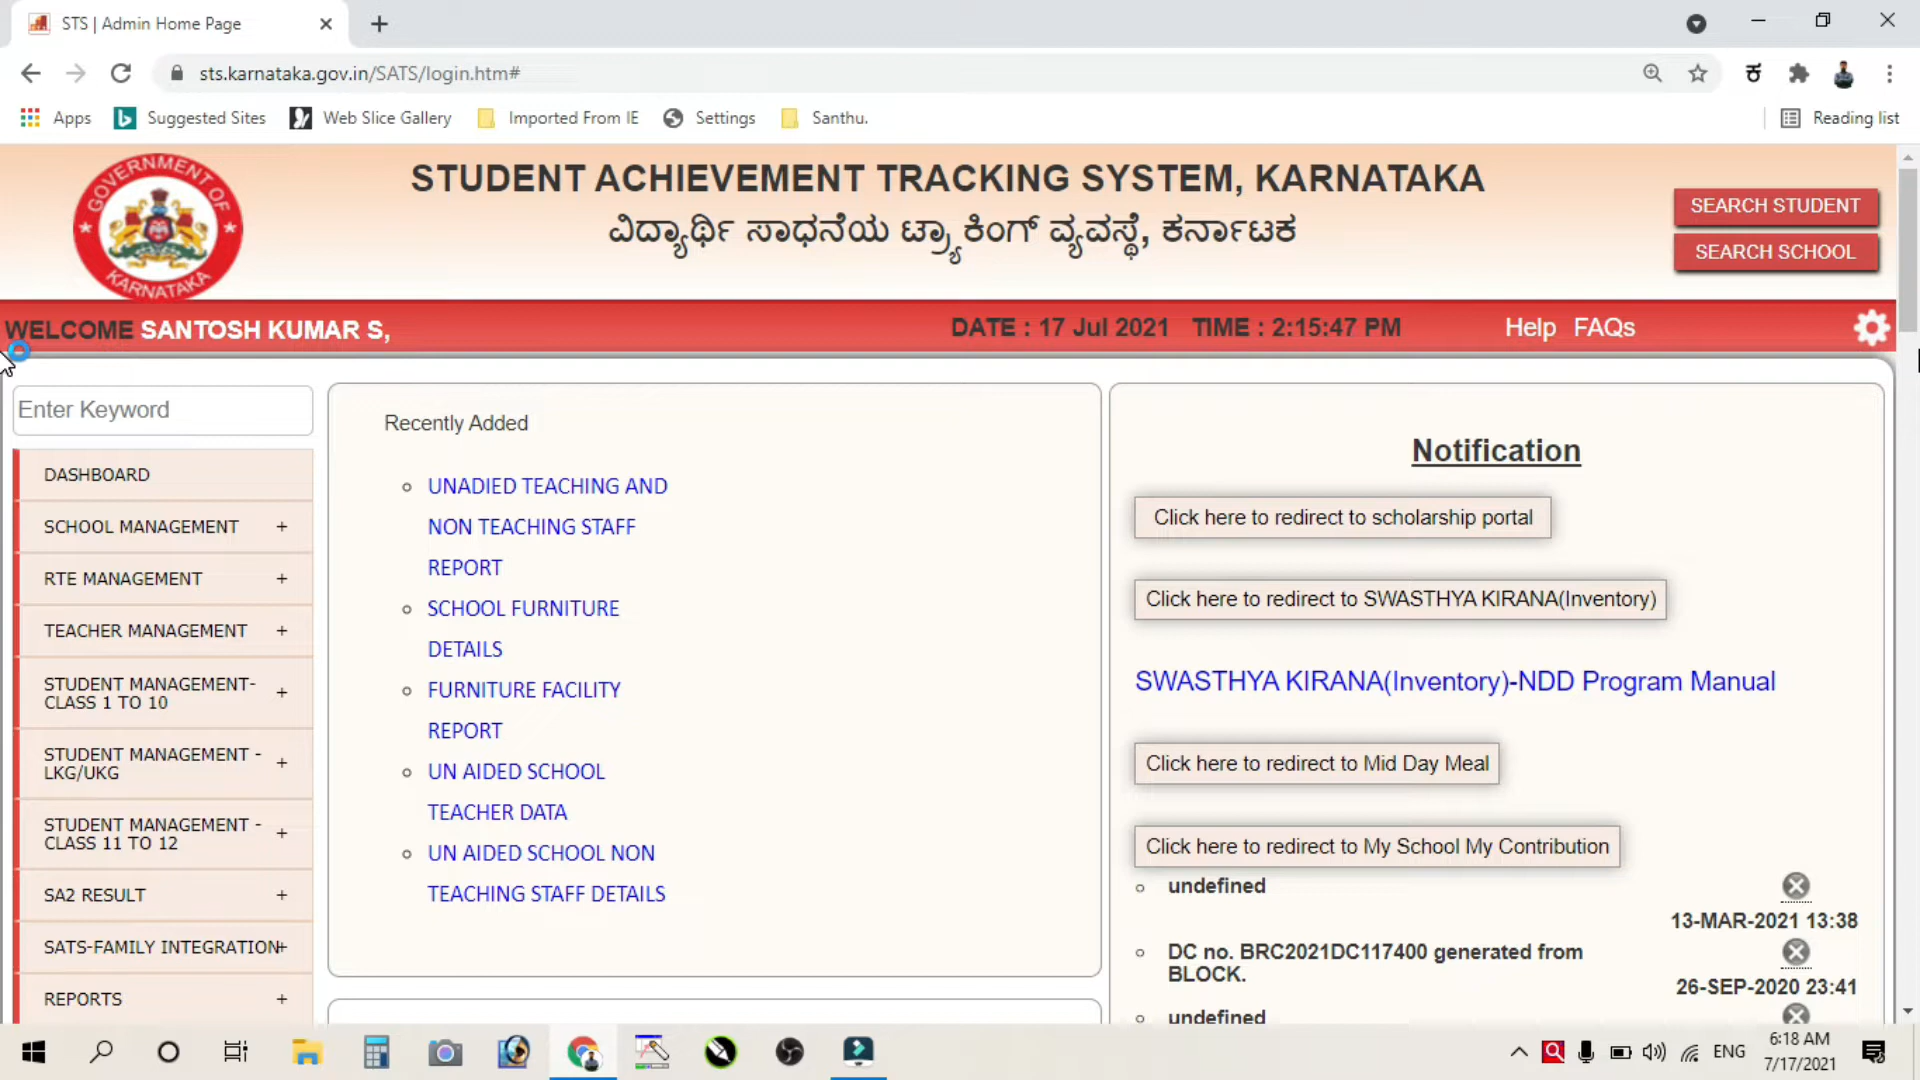 STS | Admin Home Page
sts.karnataka.gov.in/SATS/login.htm#
ಕ
Apps
Suggested Sites
Web Slice Gallery
Imported From IE
Settings
Santhu.
Reading list
GOVERNMENT OF
KARNATAKA
STUDENT ACHIEVEMENT TRACKING SYSTEM, KARNATAKA
ವಿದ್ಯಾರ್ಥಿ ಸಾಧನೆಯ ಟ್ರ್ಯಾಕಿಂಗ್ ವ್ಯವಸ್ಥೆ, ಕರ್ನಾಟಕ
SEARCH STUDENT
SEARCH SCHOOL
WELCOME SANTOSH KUMAR S,
DATE : 17 Jul 2021 TIME : 2:15:47 PM
Help FAQs
Enter Keyword
DASHBOARD
SCHOOL MANAGEMENT +
RTE MANAGEMENT +
TEACHER MANAGEMENT +
STUDENT MANAGEMENT- +
CLASS 1 TO 10
STUDENT MANAGEMENT - +
LKG/UKG
STUDENT MANAGEMENT - +
CLASS 11 TO 12
SA2 RESULT +
SATS-FAMILY INTEGRATION+
REPORTS +
Recently Added
UNADIED TEACHING AND
NON TEACHING STAFF
REPORT
SCHOOL FURNITURE
DETAILS
FURNITURE FACILITY
REPORT
UN AIDED SCHOOL
TEACHER DATA
UN AIDED SCHOOL NON
TEACHING STAFF DETAILS
Notification
Click here to redirect to scholarship portal
Click here to redirect to SWASTHYA KIRANA(Inventory)
SWASTHYA KIRANA(Inventory)-NDD Program Manual
Click here to redirect to Mid Day Meal
Click here to redirect to My School My Contribution
undefined
13-MAR-2021 13:38
DC no. BRC2021DC117400 generated from
BLOCK.
26-SEP-2020 23:41
undefined
ENG
6:18 AM
7/17/2021